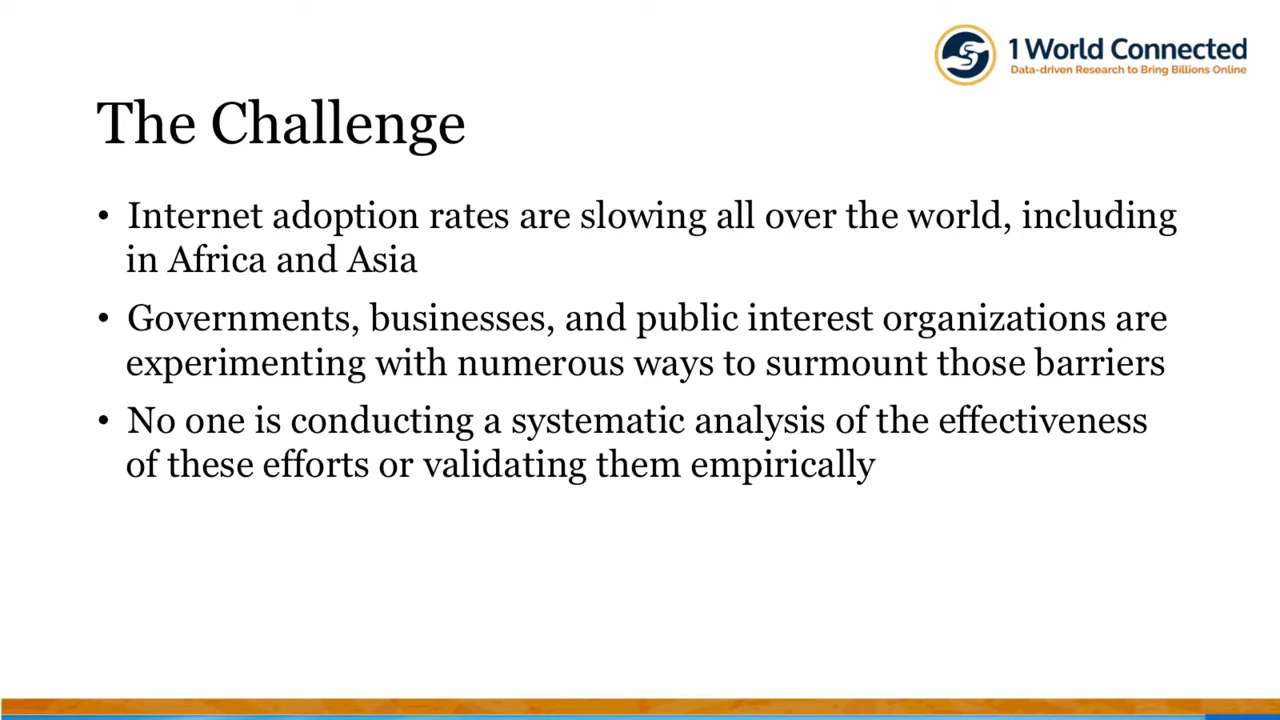 1 World Connected
Data-driven Research to Bring Billions Online
The Challenge
• Internet adoption rates are slowing all over the world, including
in Africa and Asia
• Governments, businesses, and public interest organizations are
experimenting with numerous ways to surmount those barriers
• No one is conducting a systematic analysis of the effectiveness
of these efforts or validating them empirically